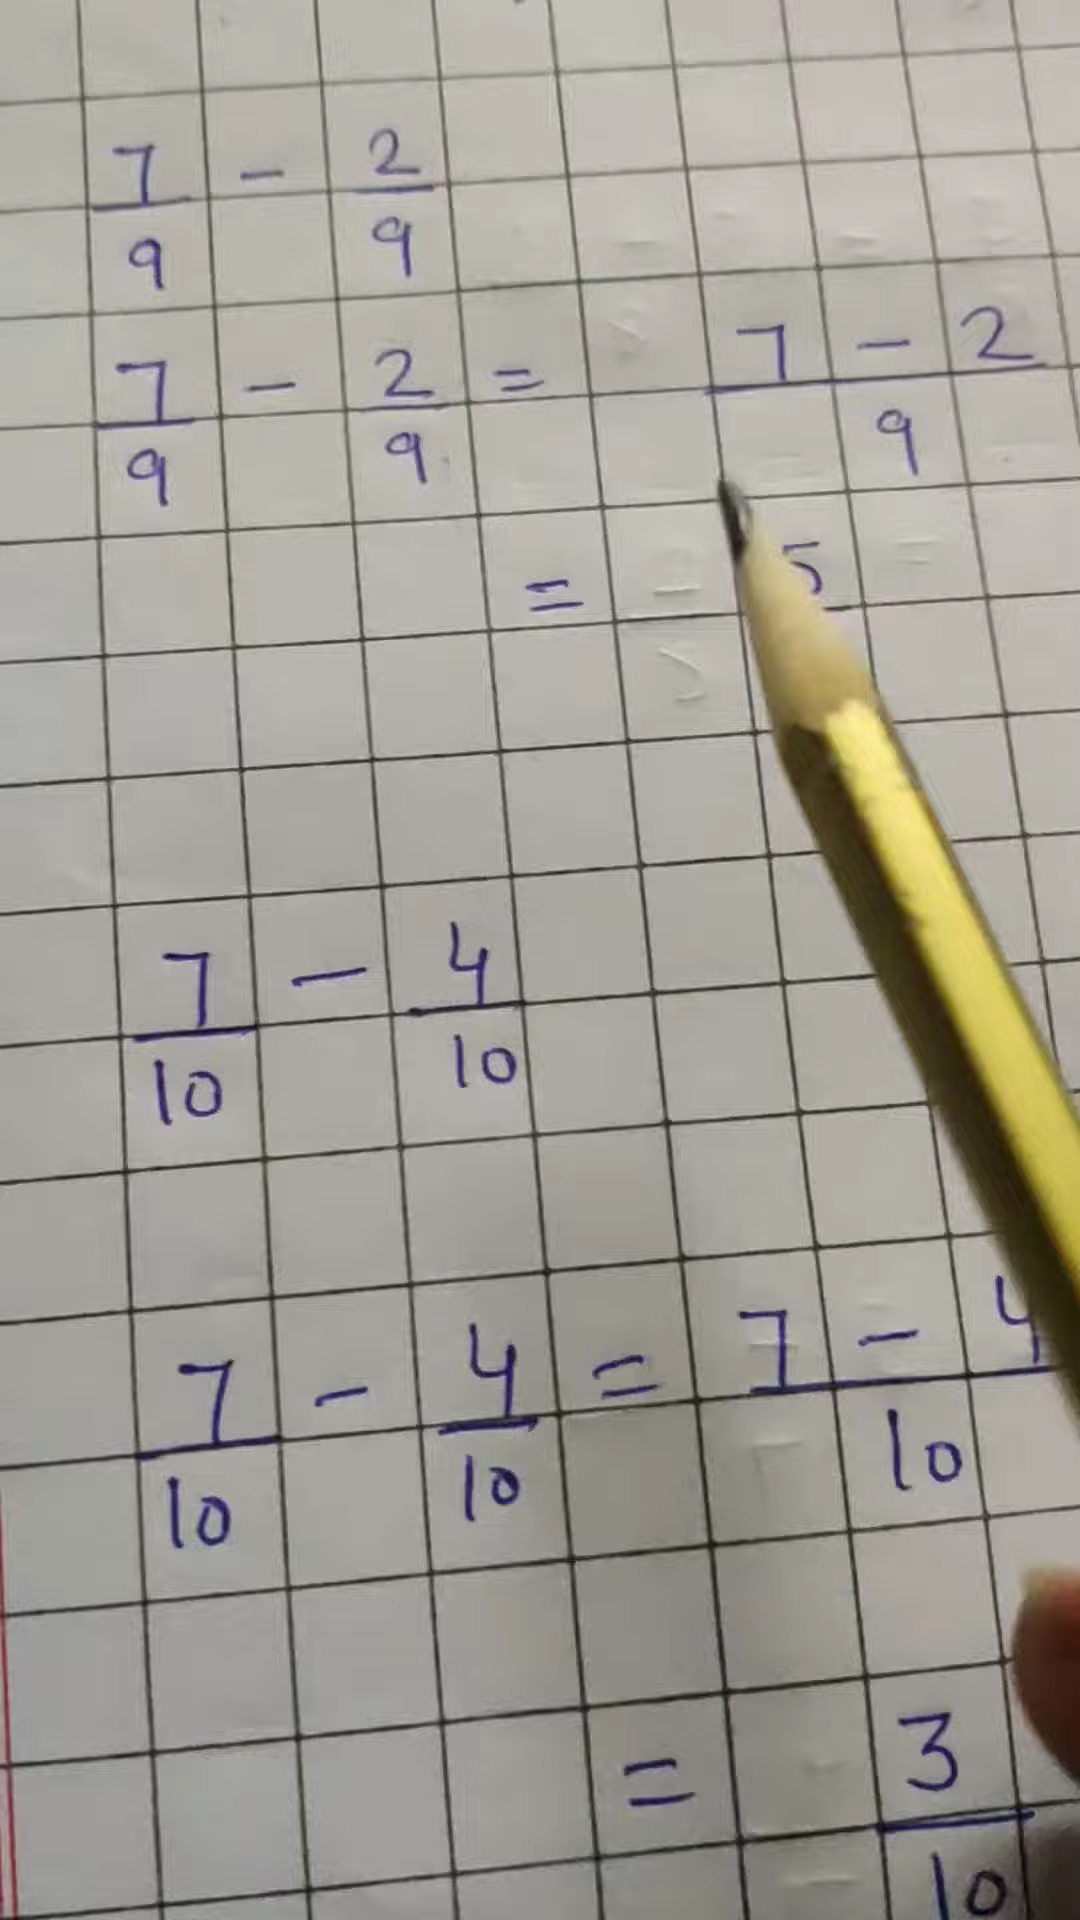 7/9 - 2/9
7/9 - 2/9 = 7 - 2/9
= 5
7/10 - 4/10
7/10 - 4/10 = 7 - 4/10
= 3/10